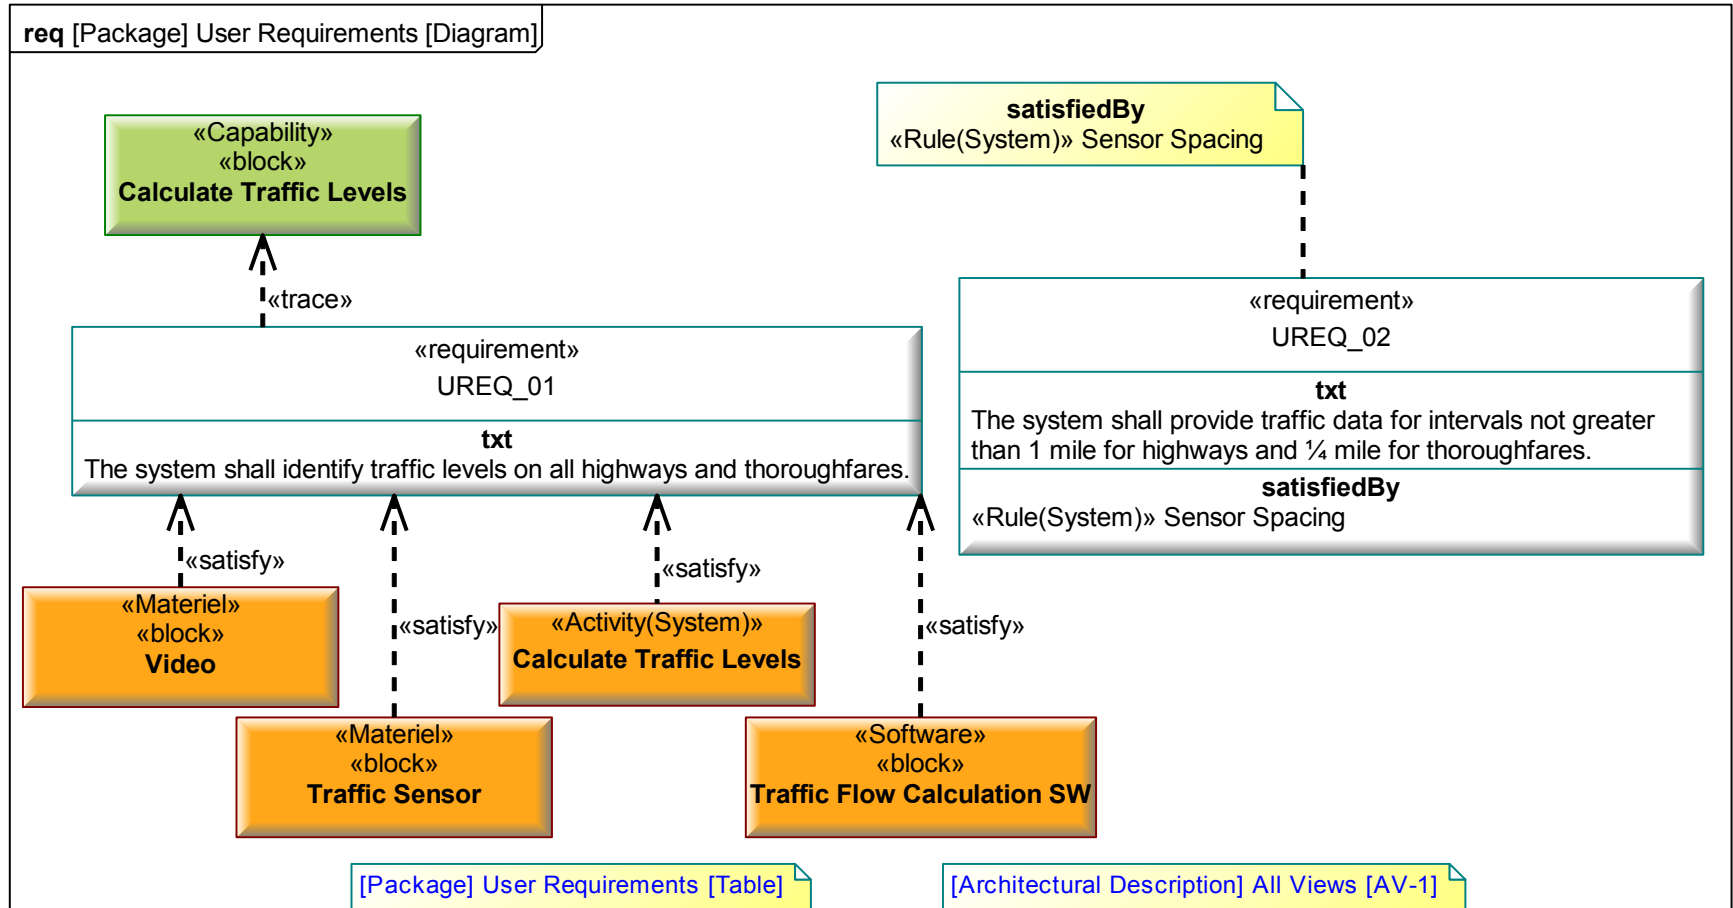 req [Package] User Requirements [Diagram]
«Capability»
«block»
Calculate Traffic Levels
satisfiedBy
«Rule(System)» Sensor Spacing
«trace»
«requirement»
UREQ_01
txt
The system shall identify traffic levels on all highways and thoroughfares.
«requirement»
UREQ_02
txt
The system shall provide traffic data for intervals not greater
than 1 mile for highways and ¼ mile for thoroughfares.
satisfiedBy
«Rule(System)» Sensor Spacing
«satisfy»
«satisfy»
«satisfy»
«satisfy»
«Materiel»
«block»
Video
«Materiel»
«block»
Traffic Sensor
«Activity(System)»
Calculate Traffic Levels
«Software»
«block»
Traffic Flow Calculation SW
[Package] User Requirements [Table]
[Architectural Description] All Views [AV-1]